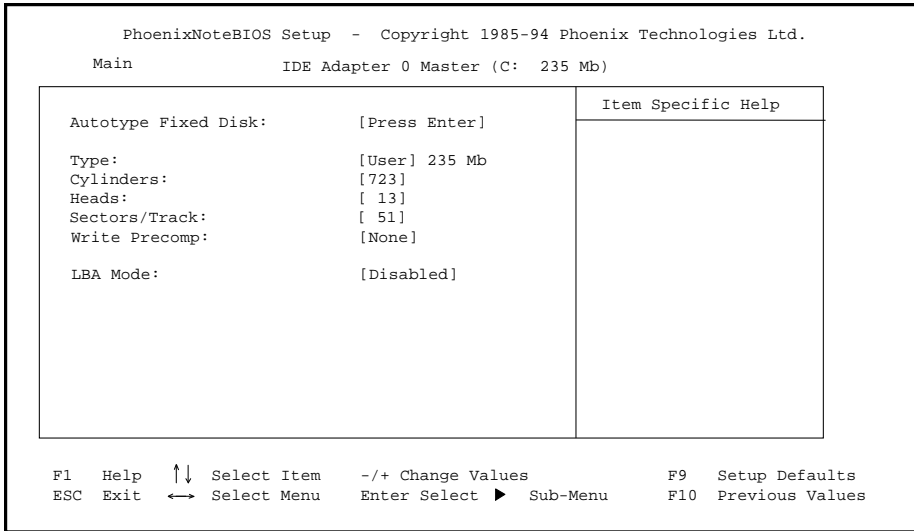 PhoenixNoteBIOS Setup - Copyright 1985-94 Phoenix Technologies Ltd.
Main IDE Adapter 0 Master (C: 235 Mb)
Item Specific Help
Autotype Fixed Disk: [Press Enter]
Type: [User] 235 Mb
Cylinders: [723]
Heads: [ 13]
Sectors/Track: [ 51]
Write Precomp: [None]
LBA Mode: [Disabled]
F1 Help ↑↓ Select Item -/+ Change Values F9 Setup Defaults
ESC Exit ↔ Select Menu Enter Select ▶ Sub-Menu F10 Previous Values